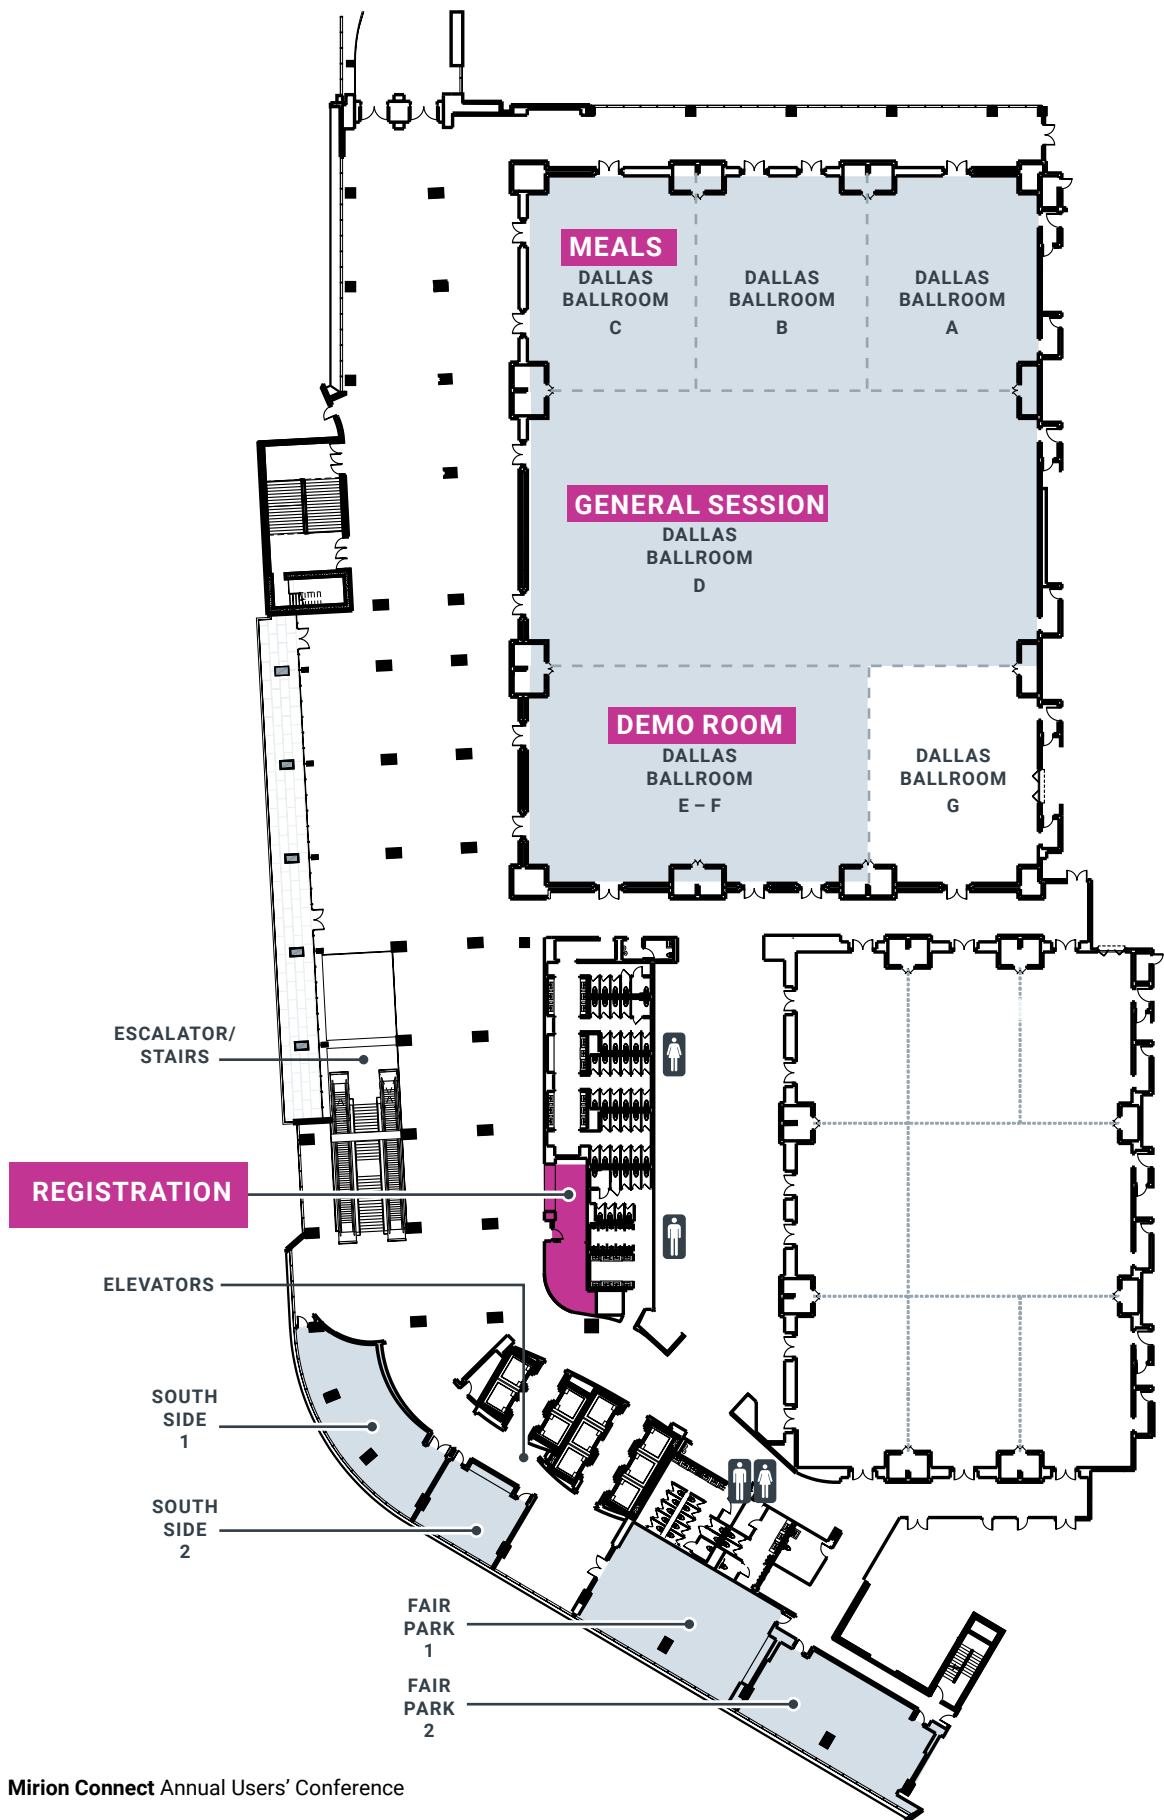 MEALS
DALLAS
BALLROOM
C
DALLAS
BALLROOM
B
DALLAS
BALLROOM
A
GENERAL SESSION
DALLAS
BALLROOM
D
DEMO ROOM
DALLAS
BALLROOM
E – F
DALLAS
BALLROOM
G
ESCALATOR/
STAIRS
REGISTRATION
ELEVATORS
SOUTH
SIDE
1
SOUTH
SIDE
2
FAIR
PARK
1
FAIR
PARK
2
Mirion Connect Annual Users’ Conference